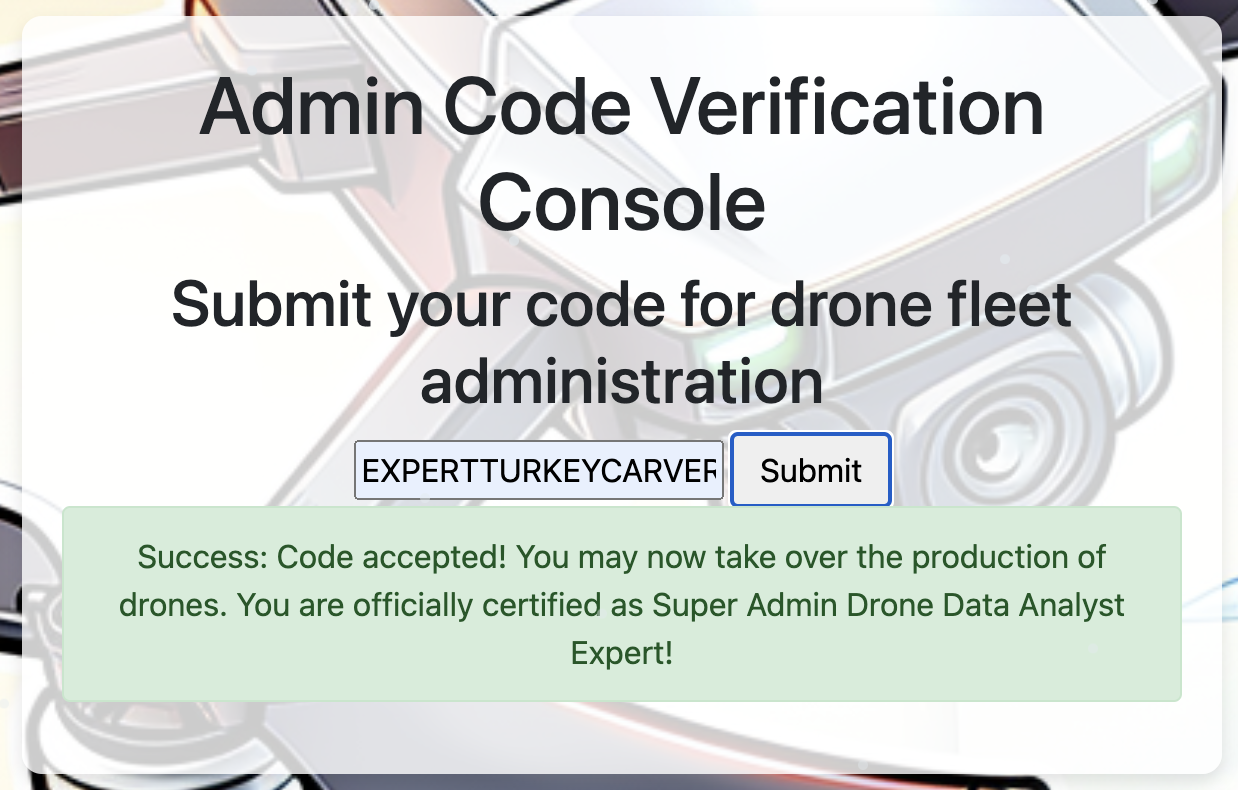 Admin Code Verification
Console
Submit your code for drone fleet
administration
EXPERTTURKEYCARVER Submit
Success: Code accepted! You may now take over the production of
drones. You are officially certified as Super Admin Drone Data Analyst
Expert!